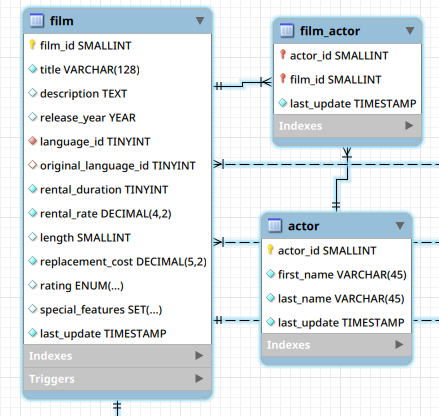 film
film_id SMALLINT
title VARCHAR(128)
description TEXT
release_year YEAR
language_id TINYINT
original_language_id TINYINT
rental_duration TINYINT
rental_rate DECIMAL(4,2)
length SMALLINT
replacement_cost DECIMAL(5,2)
rating ENUM(...)
special_features SET(...)
last_update TIMESTAMP
Indexes
Triggers
film_actor
actor_id SMALLINT
film_id SMALLINT
last_update TIMESTAMP
Indexes
actor
actor_id SMALLINT
first_name VARCHAR(45)
last_name VARCHAR(45)
last_update TIMESTAMP
Indexes